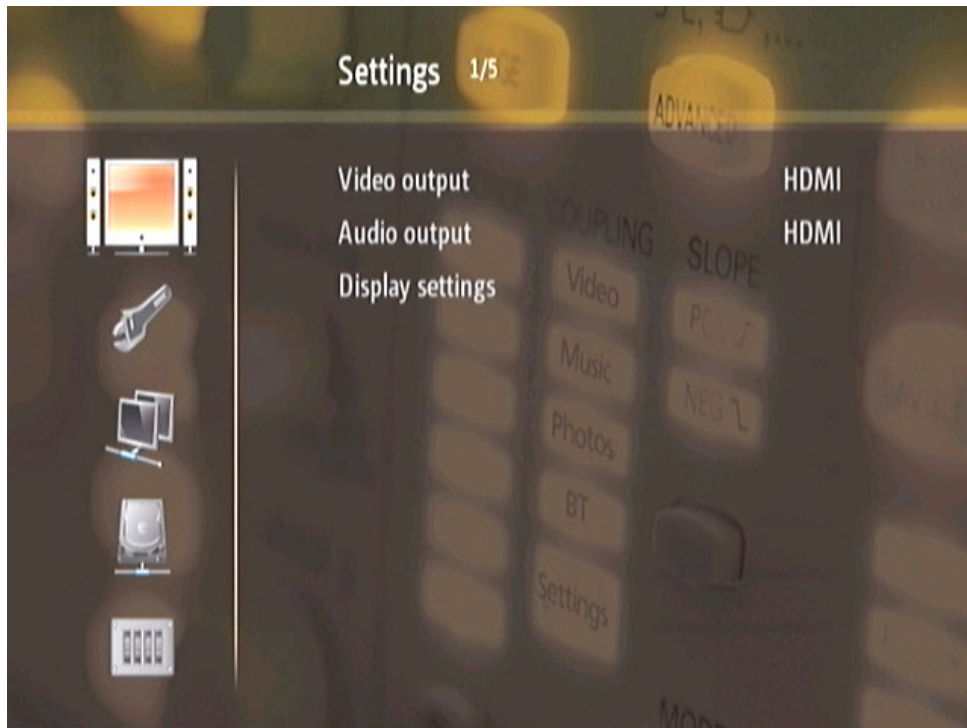 Settings 1/5
ADVANCED
Video output HDMI
Audio output HDMI
Display settings
COUPLING
SLOPE
Video
Music
Photos
BT
Settings
NEG